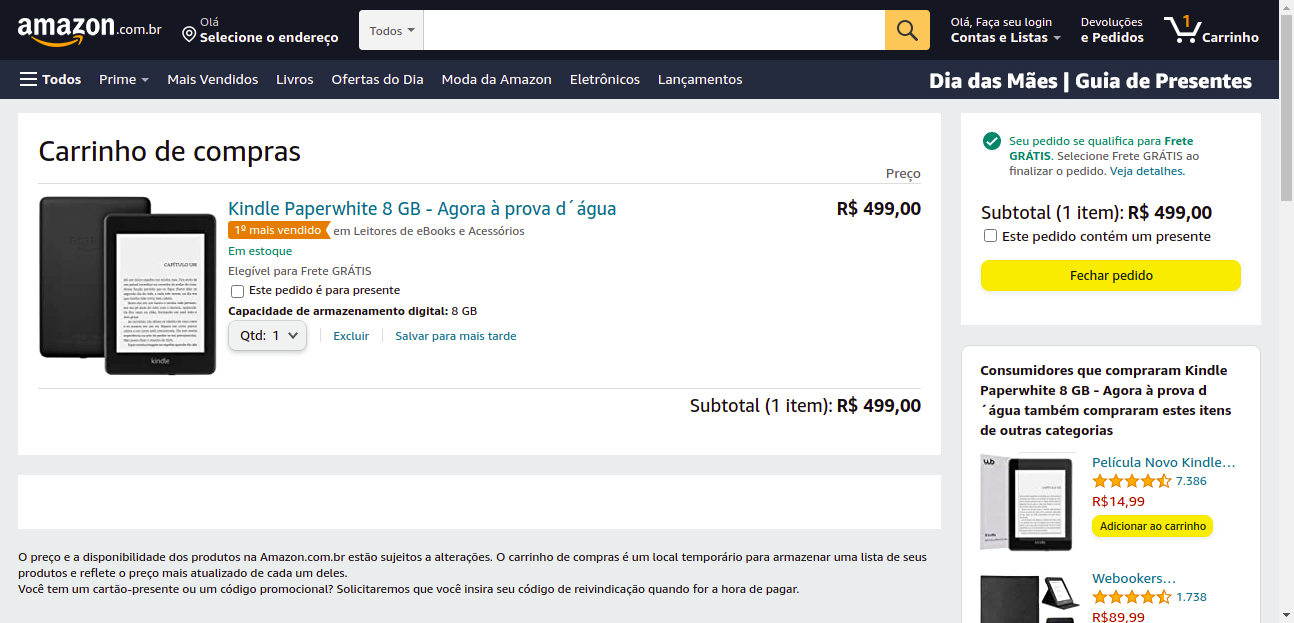 amazon.com.br
Olá
Selecione o endereço
Todos
Olá, Faça seu login
Contas e Listas
Devoluções
e Pedidos
1
Carrinho
Todos
Prime
Mais Vendidos
Livros
Ofertas do Dia
Moda da Amazon
Eletrônicos
Lançamentos
Dia das Mães | Guia de Presentes
Carrinho de compras
Preço
Kindle Paperwhite 8 GB - Agora à prova d´água
R$ 499,00
1º mais vendido em Leitores de eBooks e Acessórios
Em estoque
Elegível para Frete GRÁTIS
Este pedido é para presente
Capacidade de armazenamento digital: 8 GB
Qtd: 1
Excluir
Salvar para mais tarde
CAPÍTULO UM
kindle
Subtotal (1 item): R$ 499,00
O preço e a disponibilidade dos produtos na Amazon.com.br estão sujeitos a alterações. O carrinho de compras é um local temporário para armazenar uma lista de seus
produtos e reflete o preço mais atualizado de cada um deles.
Você tem um cartão-presente ou um código promocional? Solicitaremos que você insira seu código de reivindicação quando for a hora de pagar.
Seu pedido se qualifica para Frete
GRÁTIS. Selecione Frete GRÁTIS ao
finalizar o pedido. Veja detalhes.
Subtotal (1 item): R$ 499,00
Este pedido contém um presente
Fechar pedido
Consumidores que compraram Kindle
Paperwhite 8 GB - Agora à prova d
´água também compraram estes itens
de outras categorias
Película Novo Kindle…
7.386
R$14,99
Adicionar ao carrinho
Webookers…
1.738
R$89,99